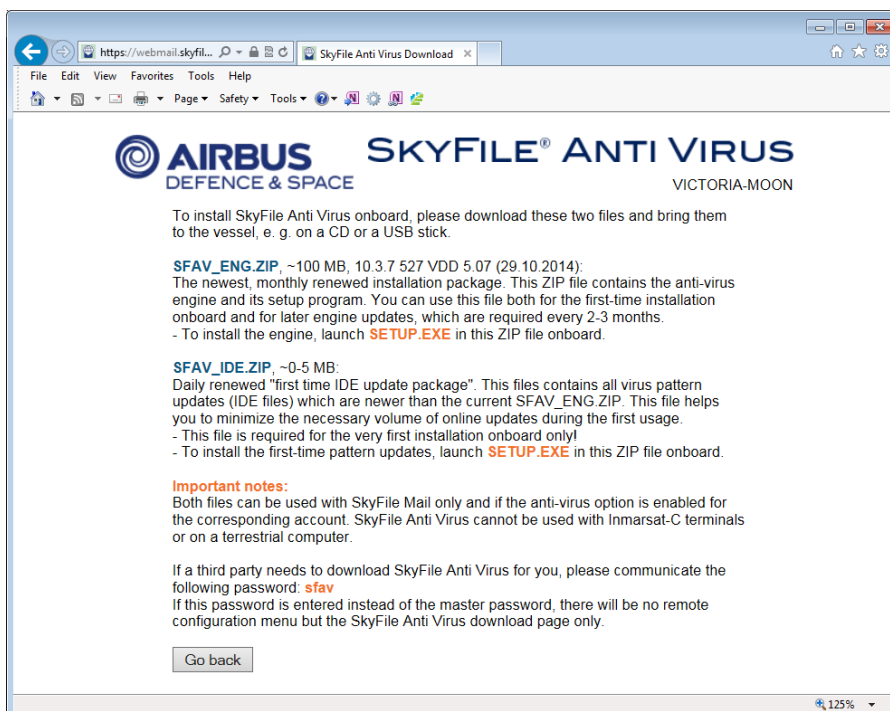 https://webmail.skyfil...
SkyFile Anti Virus Download
File Edit View Favorites Tools Help
Page Safety Tools
AIRBUS
DEFENCE & SPACE
SKYFILE® ANTI VIRUS
VICTORIA-MOON
To install SkyFile Anti Virus onboard, please download these two files and bring them
to the vessel, e. g. on a CD or a USB stick.
SFAV_ENG.ZIP, ~100 MB, 10.3.7 527 VDD 5.07 (29.10.2014):
The newest, monthly renewed installation package. This ZIP file contains the anti-virus
engine and its setup program. You can use this file both for the first-time installation
onboard and for later engine updates, which are required every 2-3 months.
- To install the engine, launch SETUP.EXE in this ZIP file onboard.
SFAV_IDE.ZIP, ~0-5 MB:
Daily renewed "first time IDE update package". This files contains all virus pattern
updates (IDE files) which are newer than the current SFAV_ENG.ZIP. This file helps
you to minimize the necessary volume of online updates during the first usage.
- This file is required for the very first installation onboard only!
- To install the first-time pattern updates, launch SETUP.EXE in this ZIP file onboard.
Important notes:
Both files can be used with SkyFile Mail only and if the anti-virus option is enabled for
the corresponding account. SkyFile Anti Virus cannot be used with Inmarsat-C terminals
or on a terrestrial computer.
If a third party needs to download SkyFile Anti Virus for you, please communicate the
following password: sfav
If this password is entered instead of the master password, there will be no remote
configuration menu but the SkyFile Anti Virus download page only.
Go back
125%